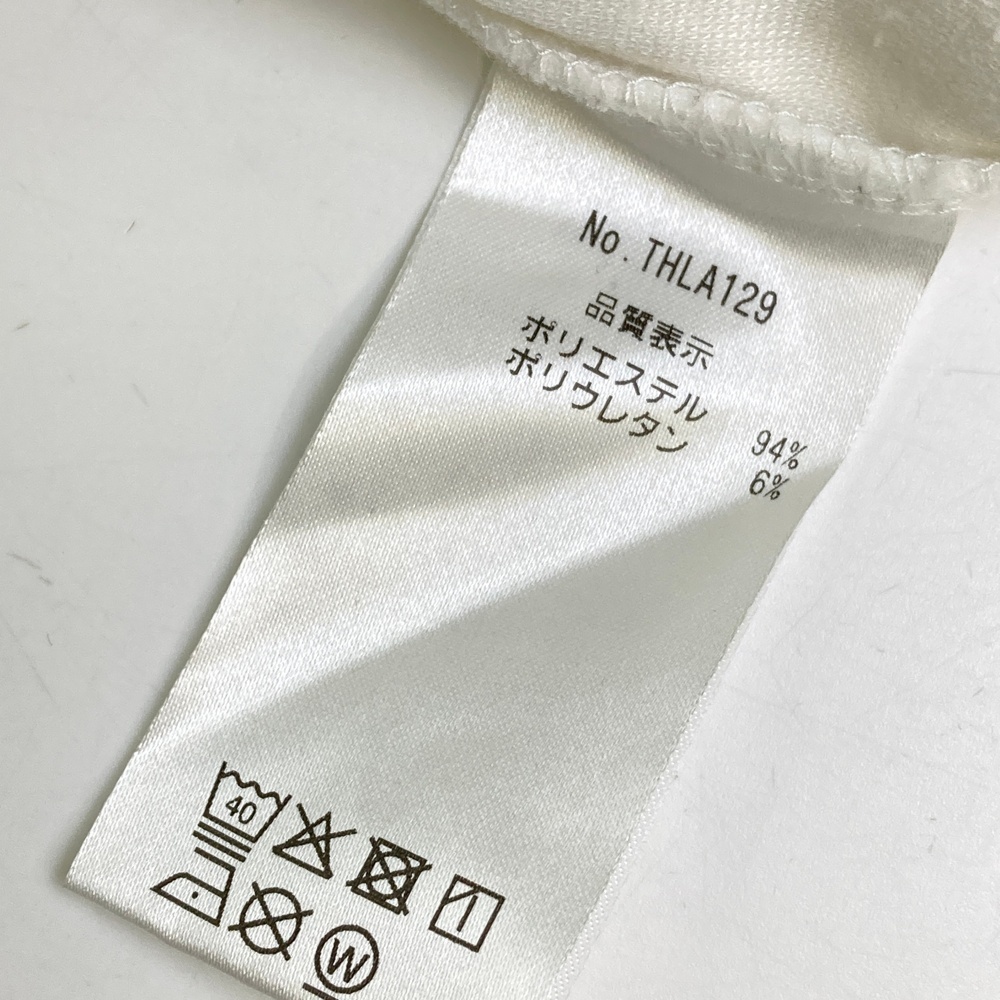 No.THLA129
品質表示
ポリエステル 94%
ポリウレタン 6%
40
W